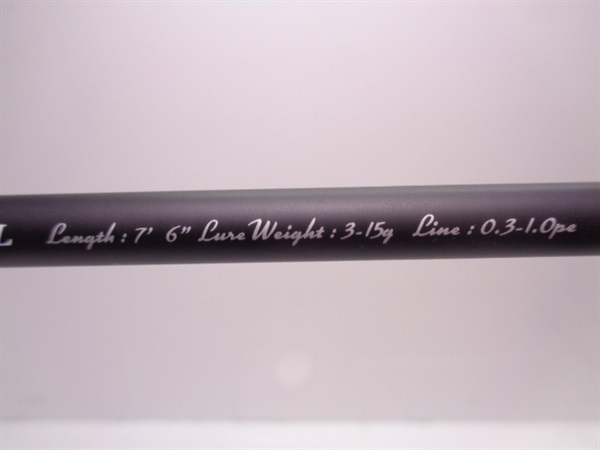 L Length : 7' 6" Lure Weight : 3-15g Line : 0.3-1.0pe